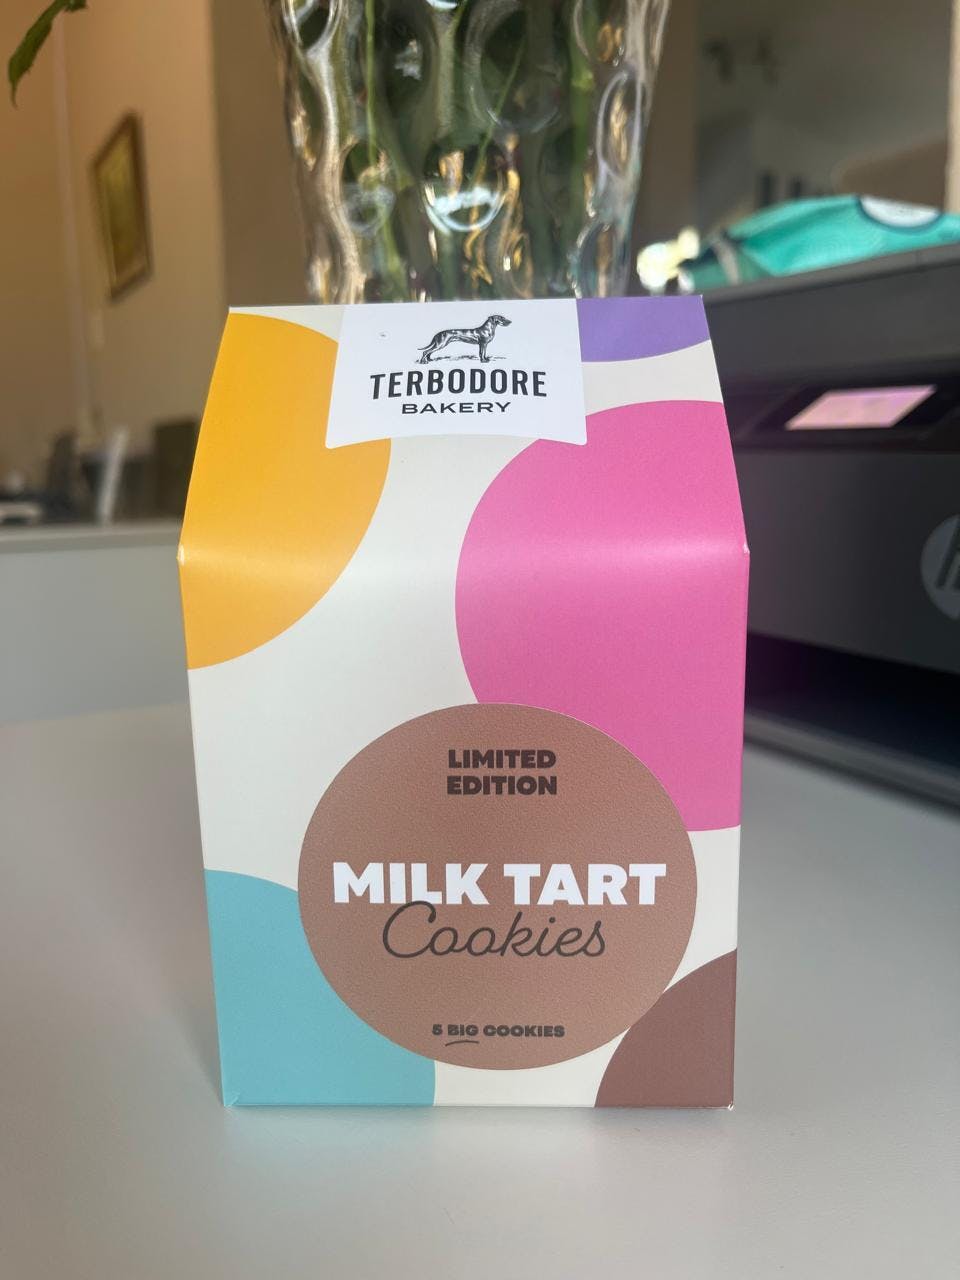 TERBODORE
BAKERY
LIMITED
EDITION
MILK TART
Cookies
5 BIG COOKIES